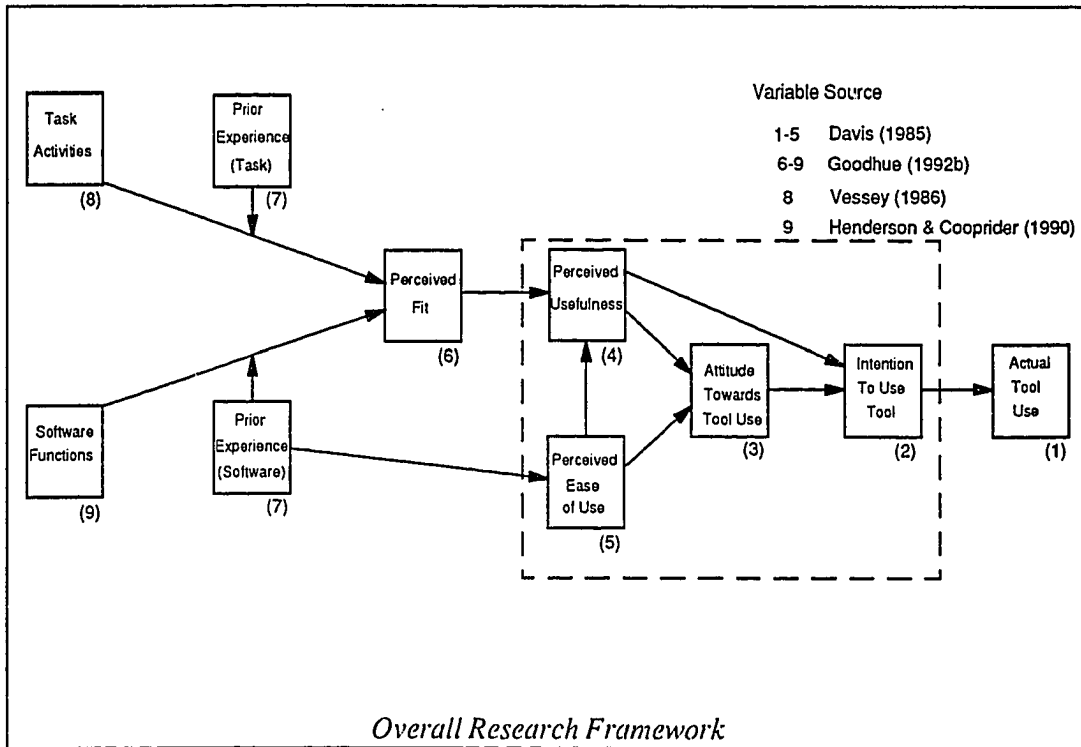 Variable Source
1-5 Davis (1985)
6-9 Goodhue (1992b)
8 Vessey (1986)
9 Henderson & Cooprider (1990)
Task
Activities
(8)
Prior
Experience
(Task)
(7)
Perceived
Fit
(6)
Software
Functions
(9)
Prior
Experience
(Software)
(7)
Perceived
Usefulness
(4)
Perceived
Ease
of Use
(5)
Attitude
Towards
Tool Use
(3)
Intention
To Use
Tool
(2)
Actual
Tool
Use
(1)
Overall Research Framework